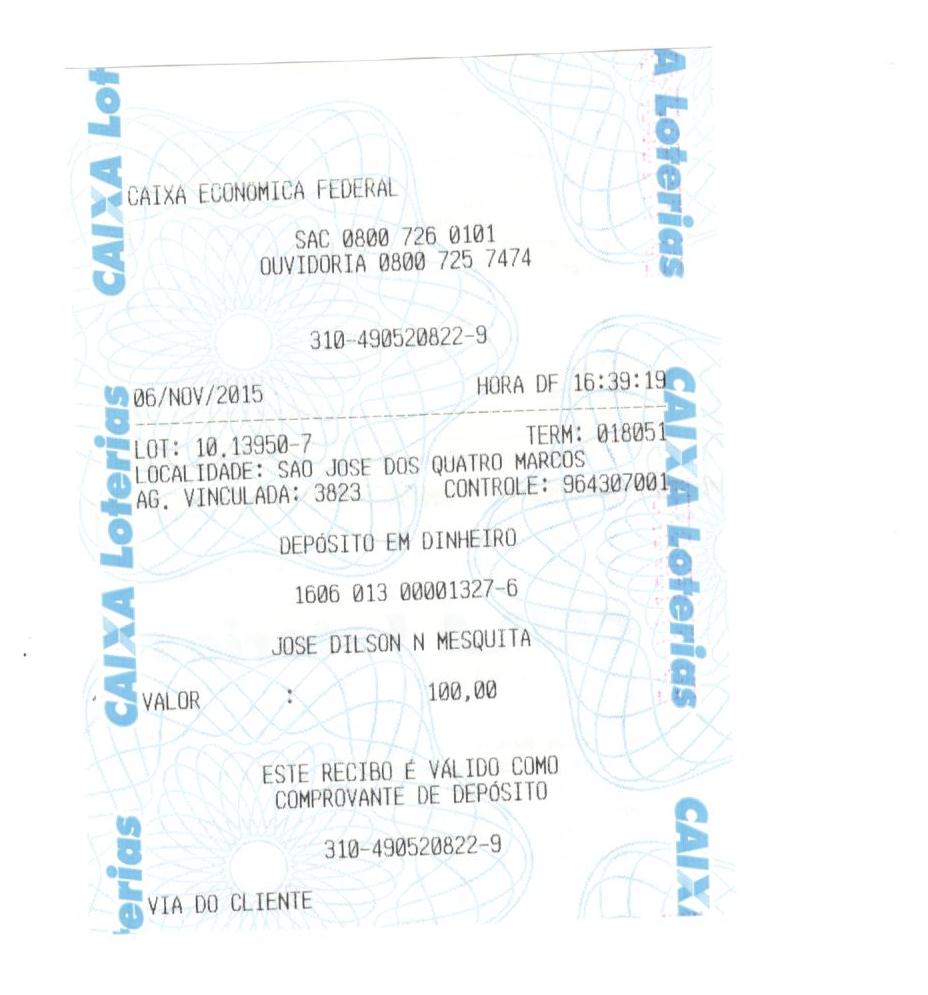 CAIXA Lot
A Loterias
CAIXA ECONOMICA FEDERAL
SAC 0800 726 0101
OUVIDORIA 0800 725 7474
310-490520822-9
06/NOV/2015 HORA DF 16:39:19
LOT: 10.13950-7 TERM: 018051
LOCALIDADE: SAO JOSE DOS QUATRO MARCOS
AG. VINCULADA: 3823 CONTROLE: 964307001
CAIXA Loterias
CAIXA Loterias
DEPÓSITO EM DINHEIRO
1606 013 00001327-6
JOSE DILSON N MESQUITA
VALOR : 100,00
ESTE RECIBO É VÁLIDO COMO
COMPROVANTE DE DEPÓSITO
310-490520822-9
VIA DO CLIENTE
erias
CAIXA